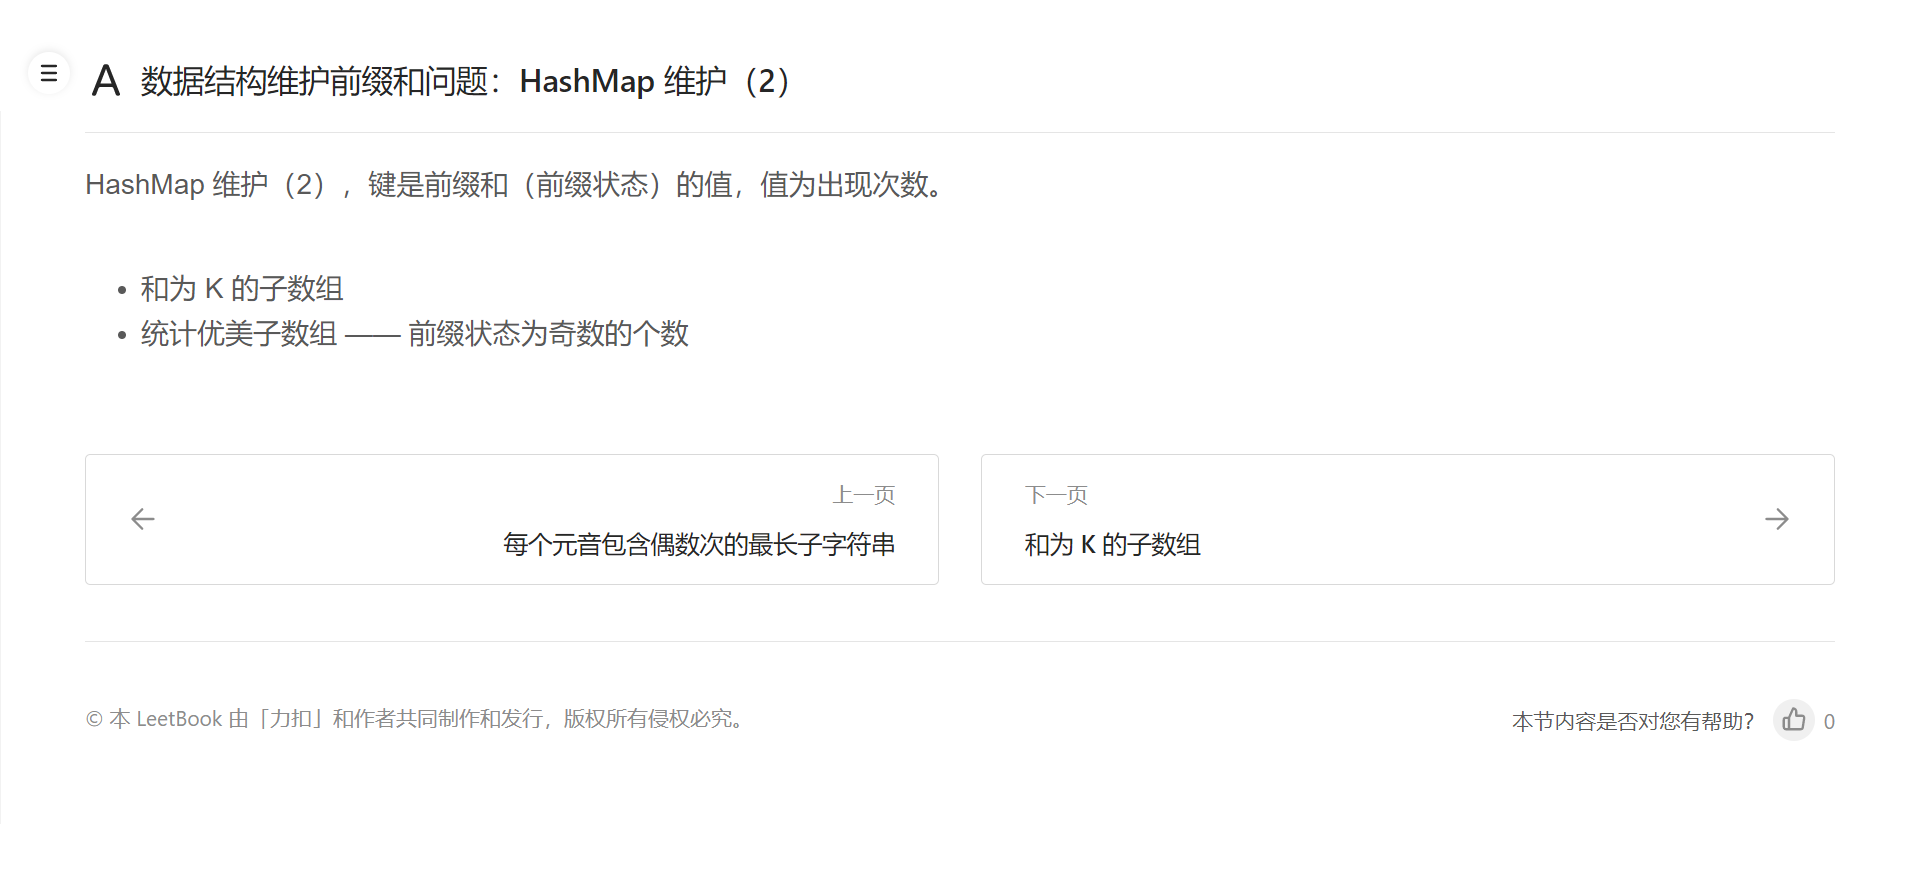 A 数据结构维护前缀和问题：HashMap 维护（2）
HashMap 维护（2），键是前缀和（前缀状态）的值，值为出现次数。
• 和为 K 的子数组
• 统计优美子数组 —— 前缀状态为奇数的个数
上一页
每个元音包含偶数次的最长子字符串
下一页
和为 K 的子数组
© 本 LeetBook 由「力扣」和作者共同制作和发行，版权所有侵权必究。
本节内容是否对您有帮助？ 0